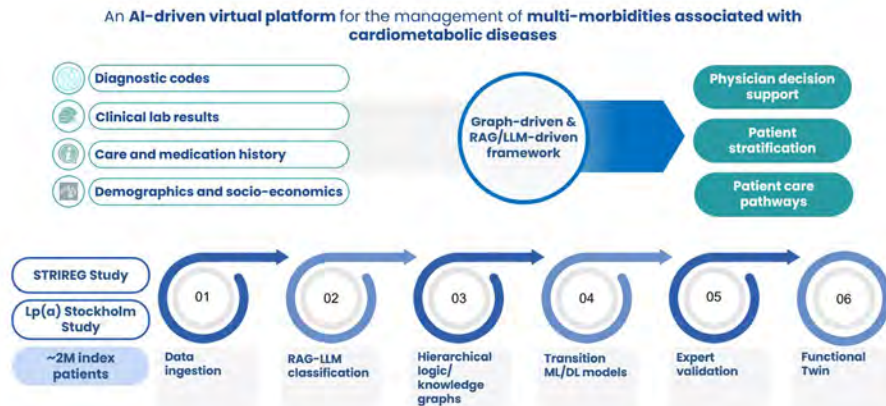 An AI-driven virtual platform for the management of multi-morbidities associated with
cardiometabolic diseases
Diagnostic codes
Clinical lab results
Care and medication history
Demographics and socio-economics
Graph-driven &
RAG/LLM-driven
framework
Physician decision
support
Patient
stratification
Patient care
pathways
STRIREG Study
Lp(a) Stockholm
Study
~2M index
patients
01
Data
ingestion
02
RAG-LLM
classification
03
Hierarchical
logic/
knowledge
graphs
04
Transition
ML/DL models
05
Expert
validation
06
Functional
Twin